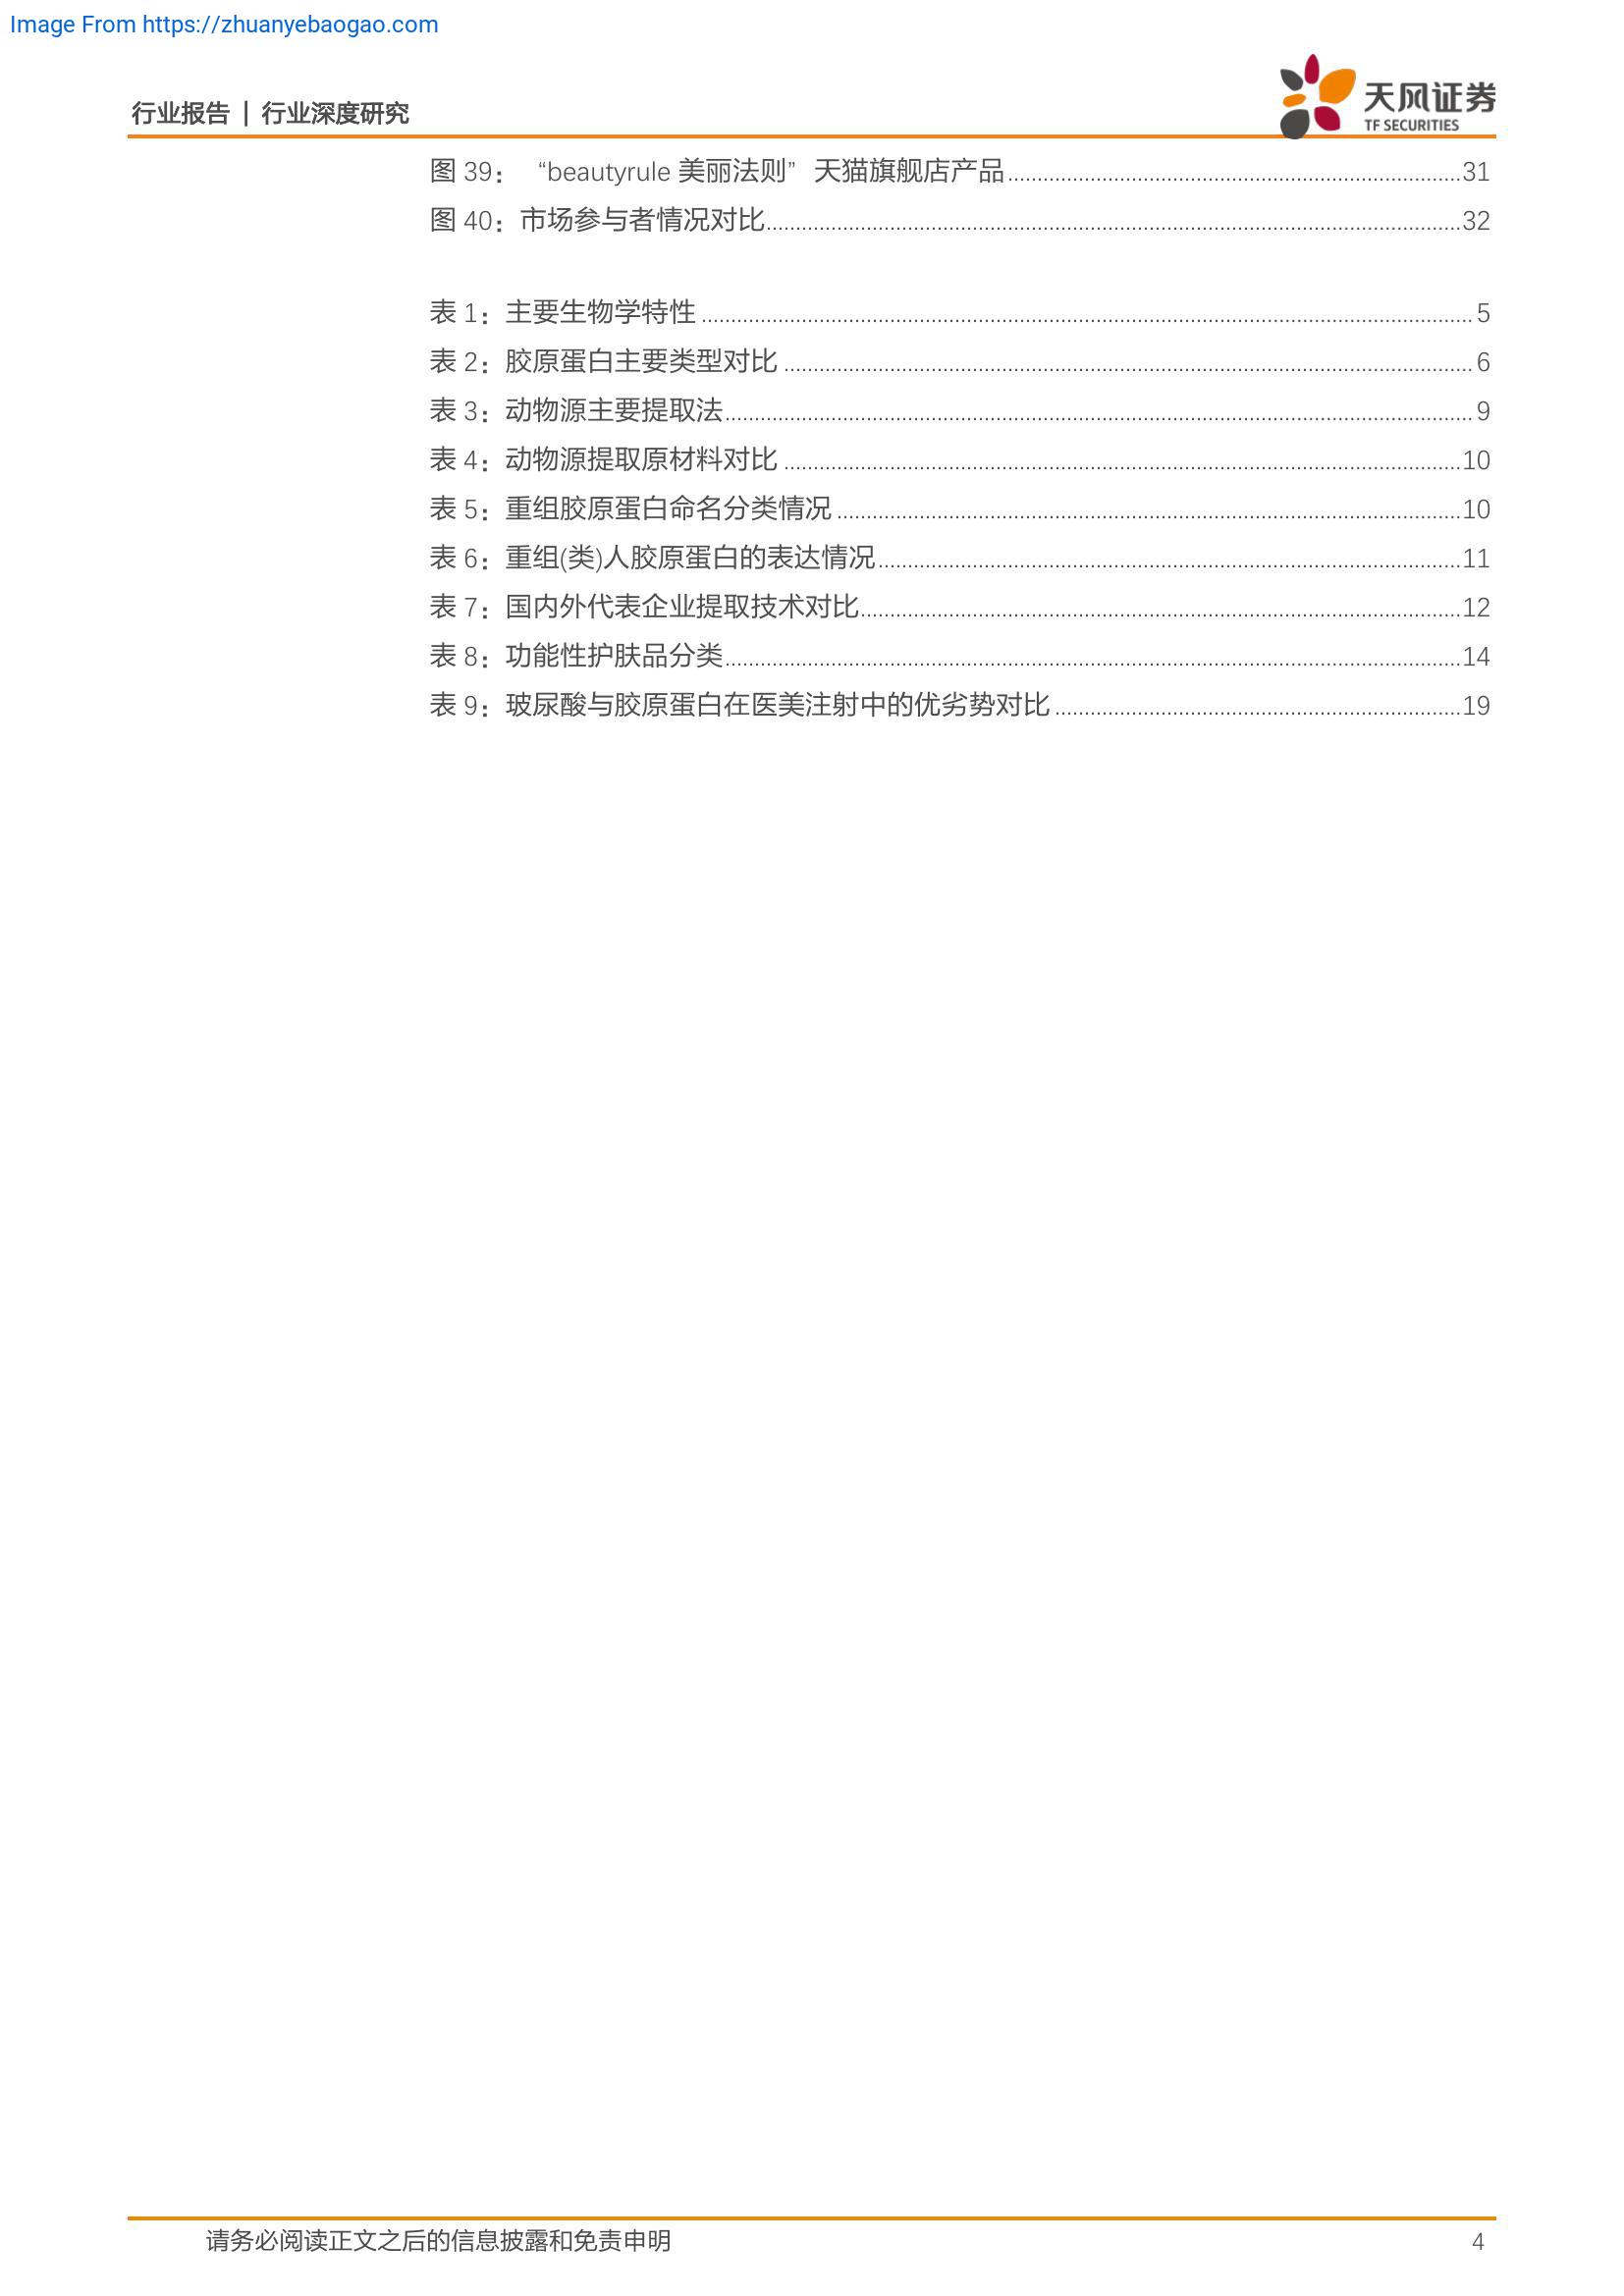 Image From https://zhuanyebaogao.com
行业报告 | 行业深度研究
天风证券
TF SECURITIES
图 39： “beautyrule 美丽法则” 天猫旗舰店产品 31
图 40：市场参与者情况对比 32
表 1：主要生物学特性 5
表 2：胶原蛋白主要类型对比 6
表 3：动物源主要提取法 9
表 4：动物源提取原材料对比 10
表 5：重组胶原蛋白命名分类情况 10
表 6：重组(类)人胶原蛋白的表达情况 11
表 7：国内外代表企业提取技术对比 12
表 8：功能性护肤品分类 14
表 9：玻尿酸与胶原蛋白在医美注射中的优劣势对比 19
请务必阅读正文之后的信息披露和免责申明 4